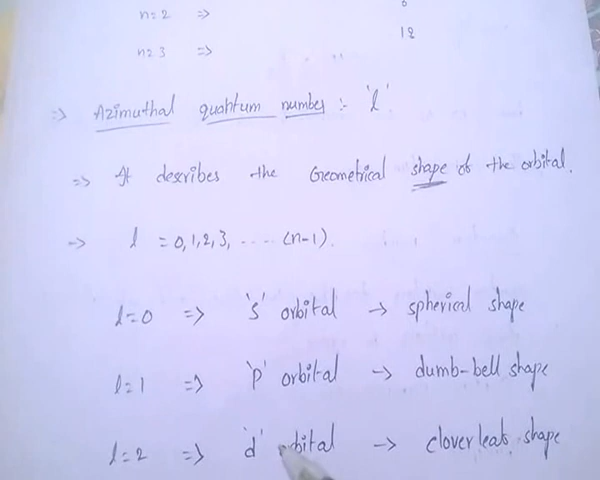 n=2 =>
n=3 => 12
=> Azimuthal quantum number :- 'l'
=> It describes the Geometrical shape of the orbital.
-> l = 0,1,2,3, ---- (n-1).
l=0 => 's' orbital -> spherical shape
l=1 => 'p' orbital -> dumb-bell shape
l=2 => 'd' orbital -> clover leaf shape